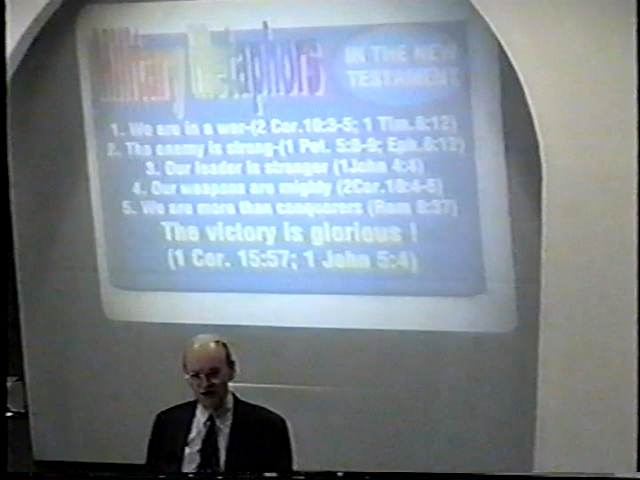 Military Metaphors
IN THE NEW
TESTAMENT
1. We are in a war-(2 Cor.10:3-5; 1 Tim. 6:12)
2. The enemy is strong-(1 Pet. 5:8-9; Eph. 6:12)
3. Our leader is stronger (1John 4:4)
4. Our weapons are mighty (2Cor.10:4-5)
5. We are more than conquerers (Rom 8:37)
The victory is glorious !
(1 Cor. 15:57; 1 John 5:4)